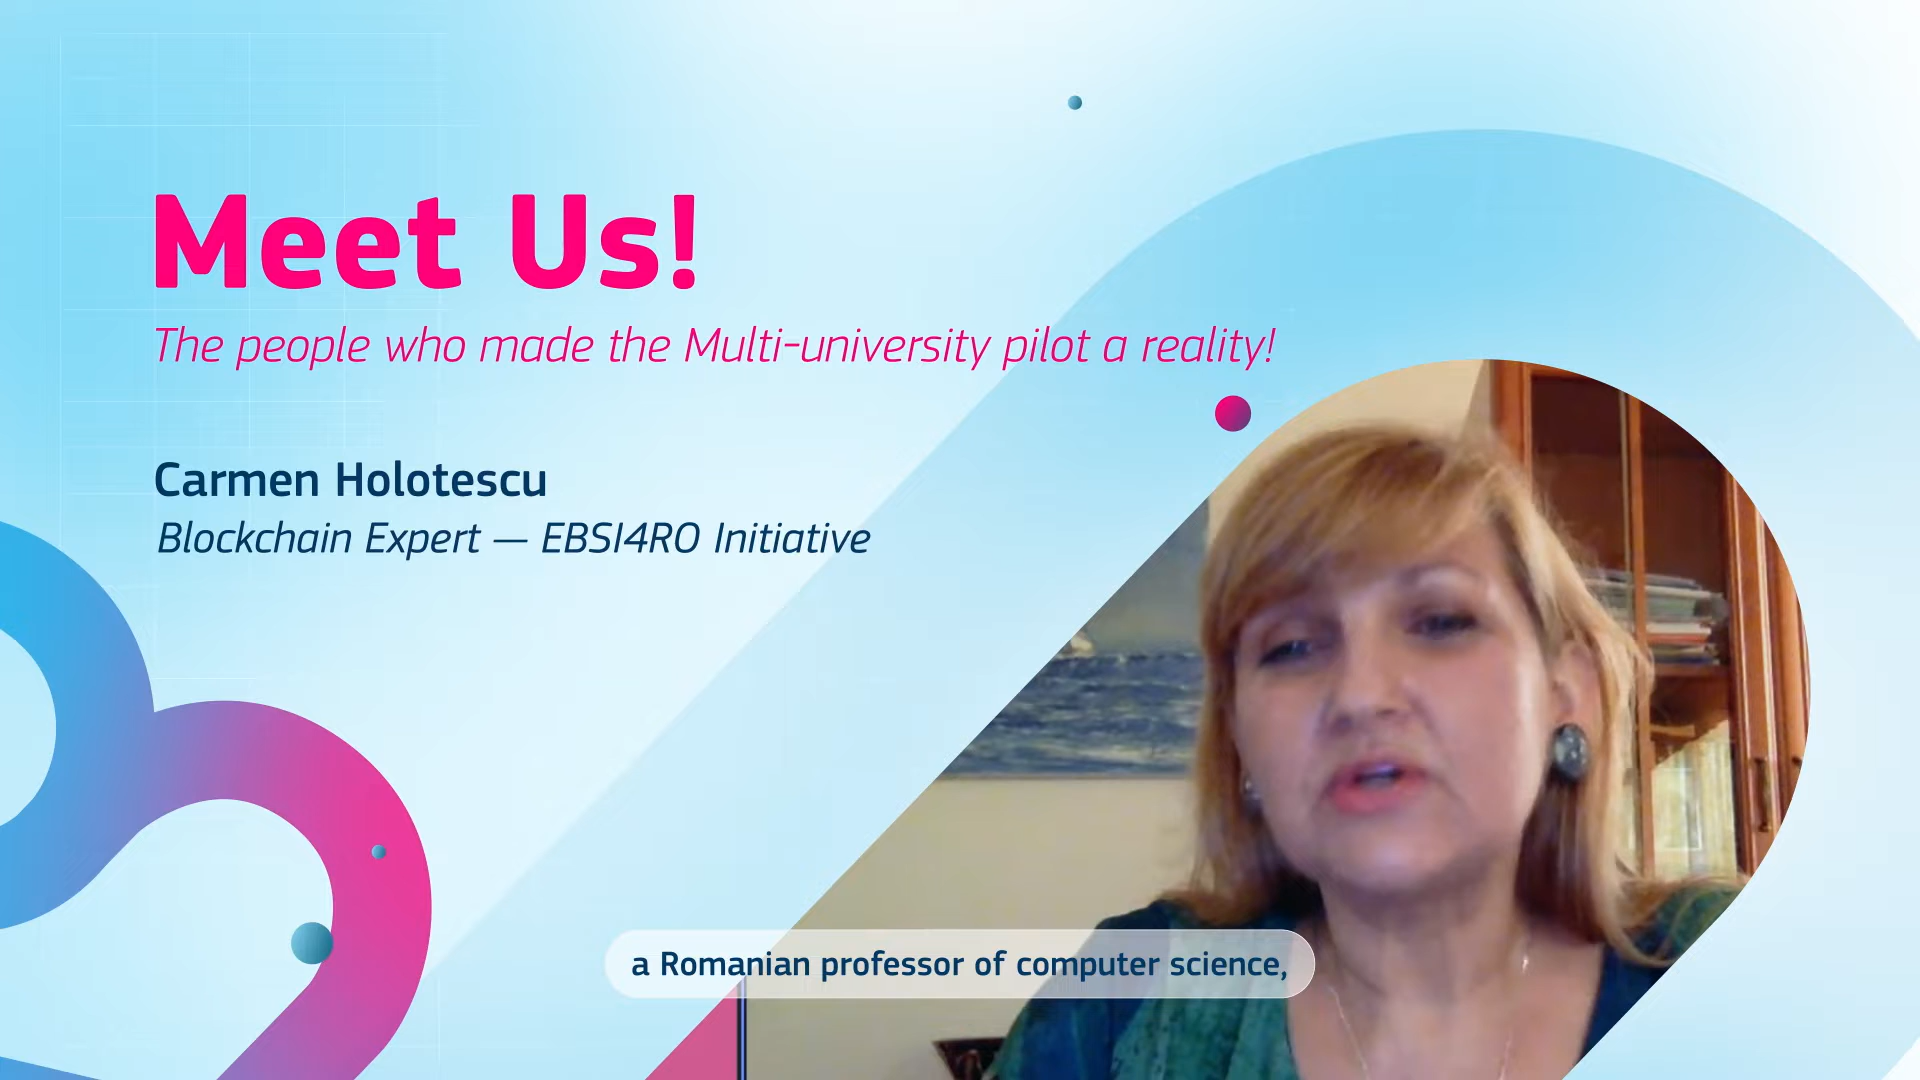 Meet Us!
The people who made the Multi-university pilot a reality!
Carmen Holotescu
Blockchain Expert — EBSI4RO Initiative
a Romanian professor of computer science,